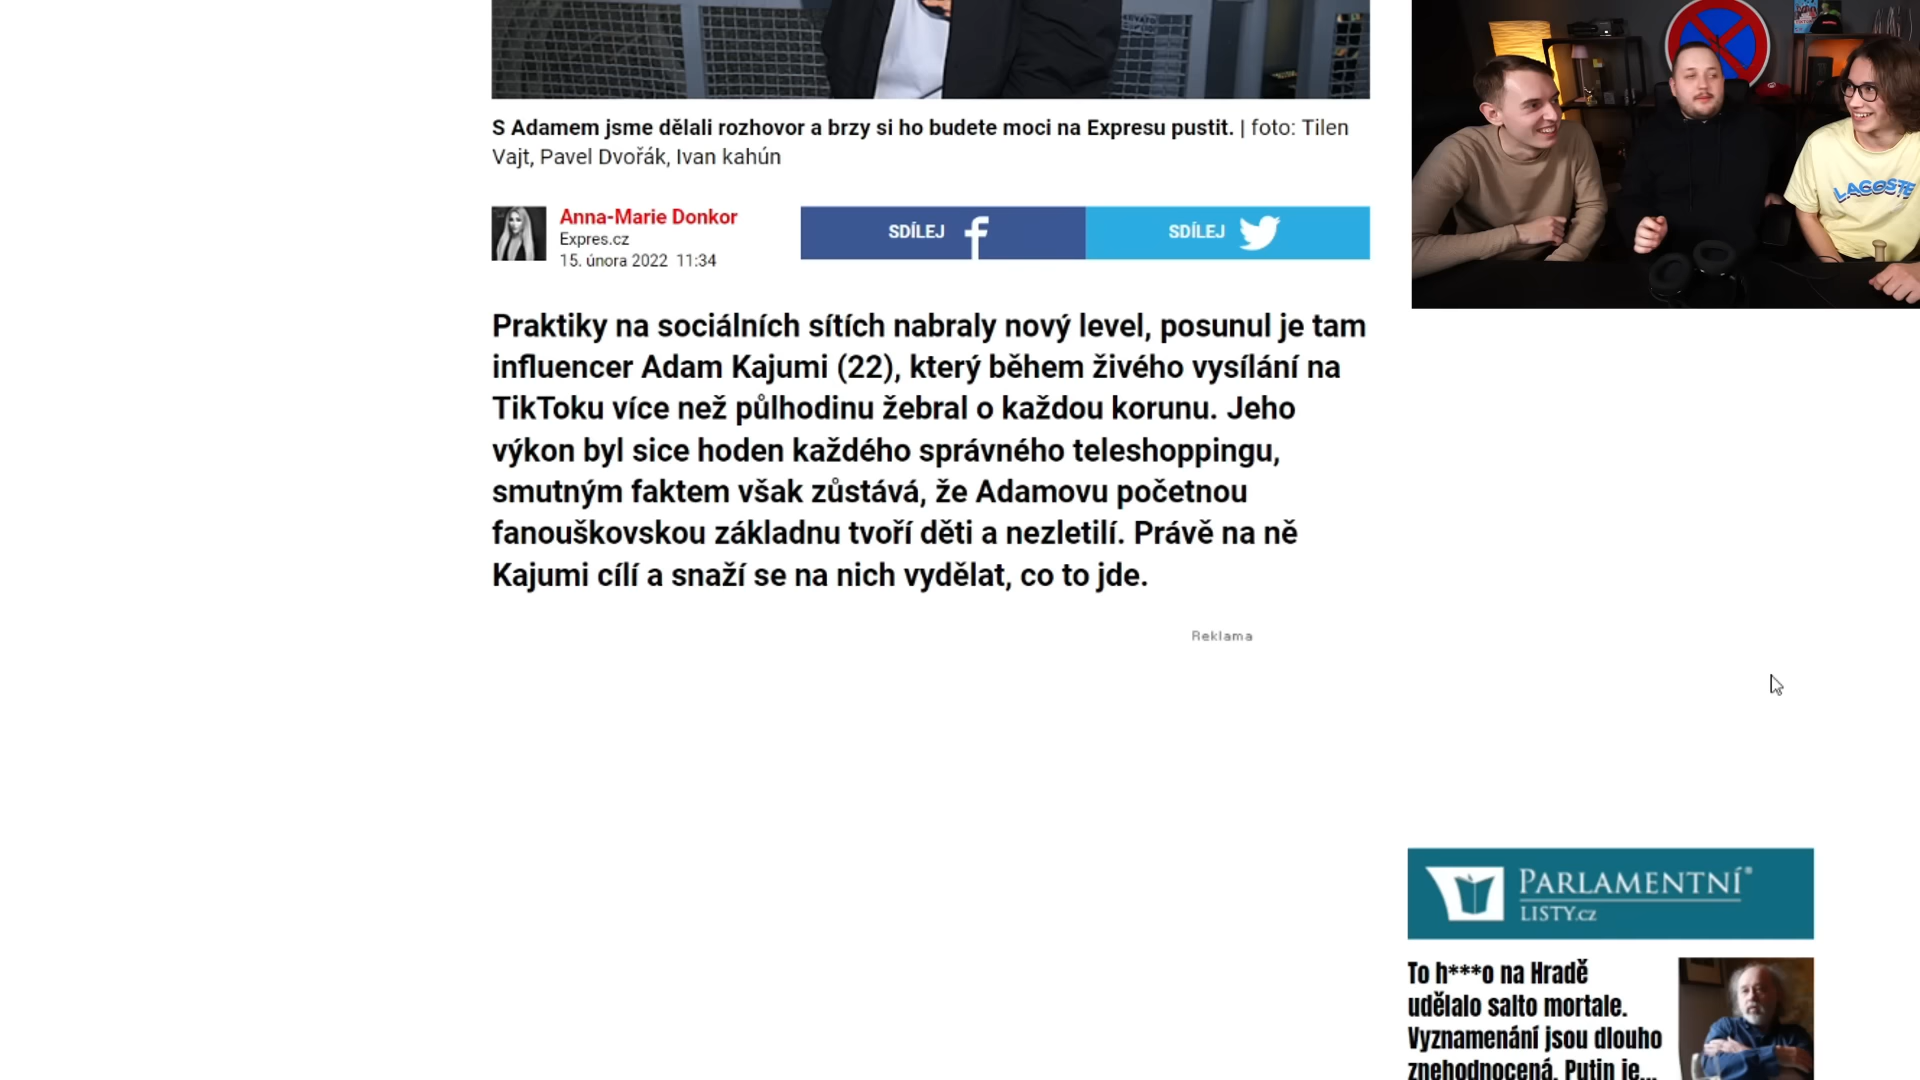 S Adamem jsme dělali rozhovor a brzy si ho budete moci na Expresu pustit. | foto: Tilen
Vajt, Pavel Dvořák, Ivan kahún
Anna-Marie Donkor
Expres.cz
15. února 2022 11:34
SDÍLEJ
SDÍLEJ
Praktiky na sociálních sítích nabraly nový level, posunul je tam
influencer Adam Kajumi (22), který během živého vysílání na
TikToku více než půlhodinu žebral o každou korunu. Jeho
výkon byl sice hoden každého správného teleshoppingu,
smutným faktem však zůstává, že Adamovu početnou
fanouškovskou základnu tvoří děti a nezletilí. Právě na ně
Kajumi cílí a snaží se na nich vydělat, co to jde.
Reklama
LACOSTE
PARLAMENTNÍ®
LISTY.cz
To h***o na Hradě
udělalo salto mortale.
Vyznamenání jsou dlouho
znehodnocená. Putin je...